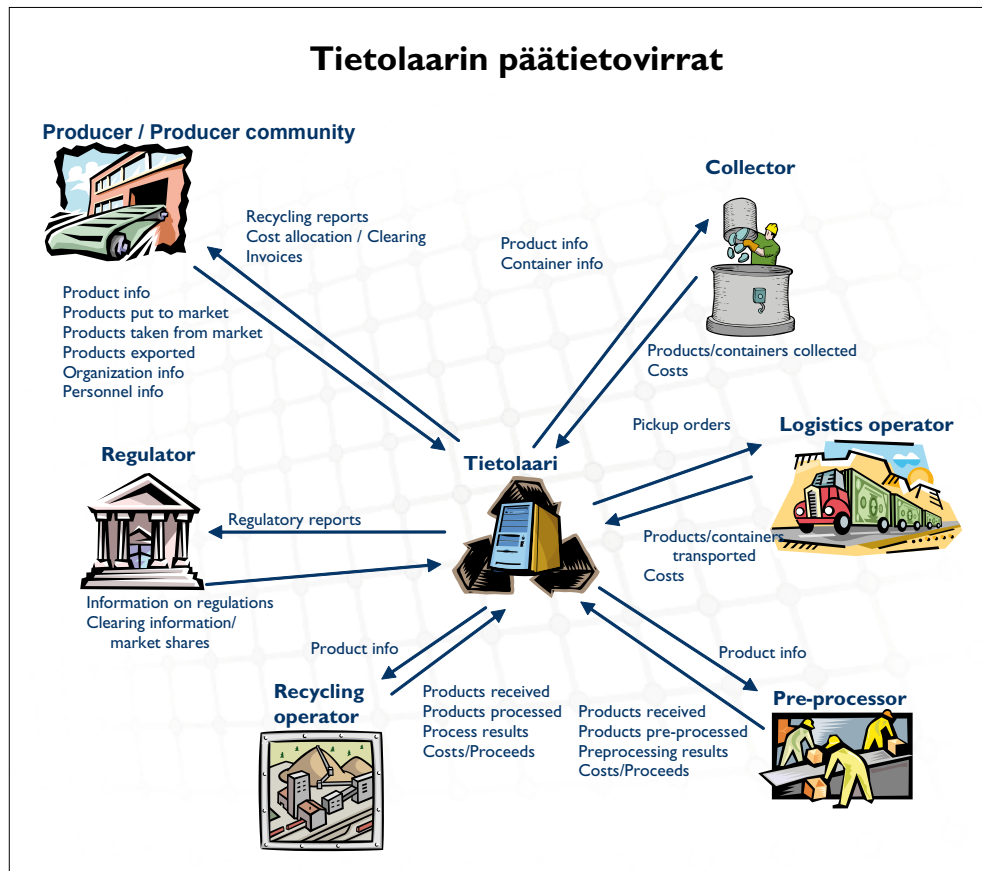 Tietolaarin päätietovirrat
Producer / Producer community
Recycling reports
Cost allocation / Clearing
Invoices
Product info
Products put to market
Products taken from market
Products exported
Organization info
Personnel info
Collector
Product info
Container info
Products/containers collected
Costs
Pickup orders
Logistics operator
Products/containers
transported
Costs
Regulator
Regulatory reports
Information on regulations
Clearing information/
market shares
Tietolaari
Product info
Recycling
operator
Products received
Products processed
Process results
Costs/Proceeds
Product info
Pre-processor
Products received
Products pre-processed
Preprocessing results
Costs/Proceeds